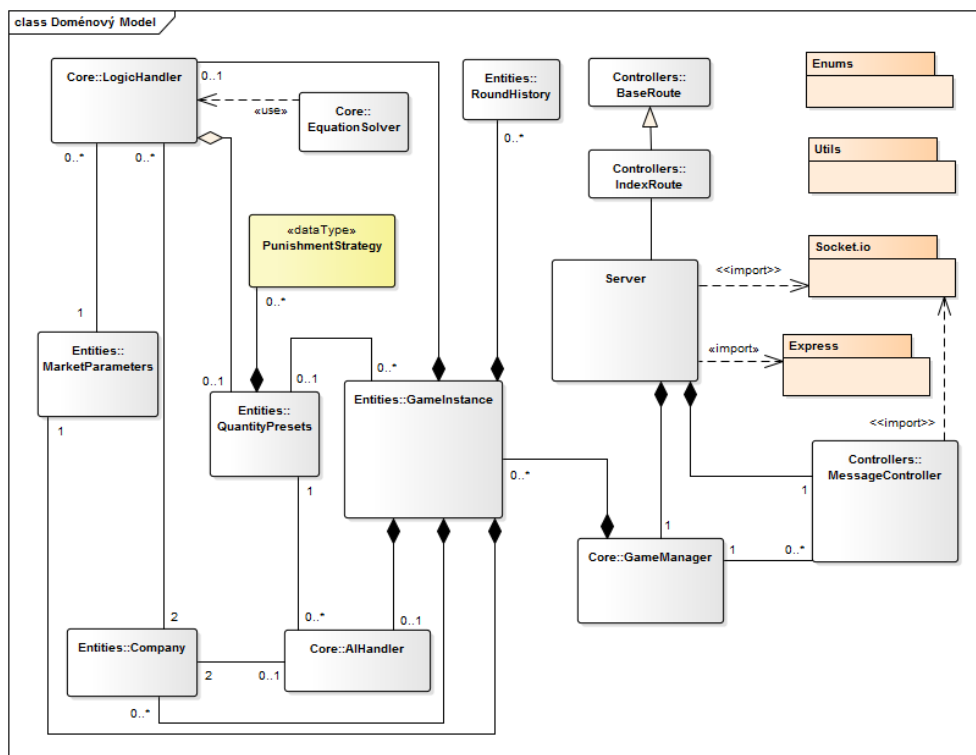 class Doménový Model
Core::LogicHandler
0..1
«use»
Core::
EquationSolver
0..*
0..*
Entities::
RoundHistory
0..*
Controllers::
BaseRoute
Controllers::
IndexRoute
Enums
Utils
Socket.io
Express
«dataType»
PunishmentStrategy
0..*
Server
<<import>>
«import»
<<import>>
1
Entities::
MarketParameters
1
0..1
0..1
0..*
Entities::
QuantityPresets
1
Entities::GameInstance
0..*
Controllers::
MessageController
1
1
Core::GameManager
1
0..*
2
0..*
0..1
Entities::Company
2
0..1
Core::AIHandler
0..*